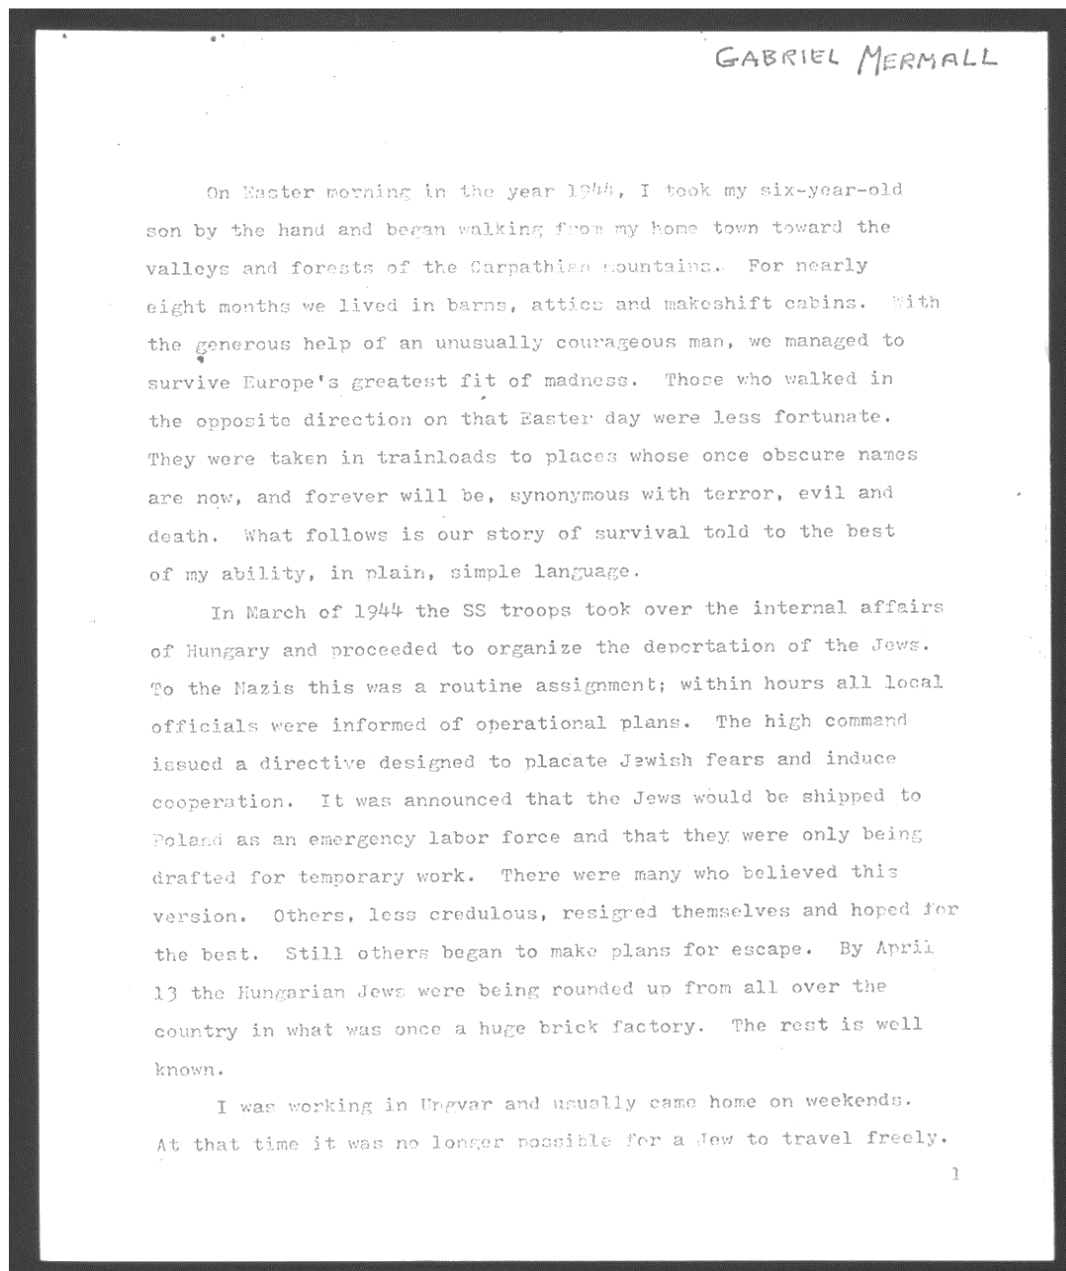 GABRIEL MERMALL
On Easter morning in the year 1944, I took my six-year-old
son by the hand and began walking from my home town toward the
valleys and forests of the Carpathian mountains. For nearly
eight months we lived in barns, attics and makeshift cabins. With
the generous help of an unusually courageous man, we managed to
survive Europe's greatest fit of madness. Those who walked in
the opposite direction on that Easter day were less fortunate.
They were taken in trainloads to places whose once obscure names
are now, and forever will be, synonymous with terror, evil and
death. What follows is our story of survival told to the best
of my ability, in plain, simple language.
In March of 1944 the SS troops took over the internal affairs
of Hungary and proceeded to organize the deportation of the Jews.
To the Nazis this was a routine assignment; within hours all local
officials were informed of operational plans. The high command
issued a directive designed to placate Jewish fears and induce
cooperation. It was announced that the Jews would be shipped to
Poland as an emergency labor force and that they were only being
drafted for temporary work. There were many who believed this
version. Others, less credulous, resigned themselves and hoped for
the best. Still others began to make plans for escape. By April
13 the Hungarian Jews were being rounded up from all over the
country in what was once a huge brick factory. The rest is well
known.
I was working in Ungvar and usually came home on weekends.
At that time it was no longer possible for a Jew to travel freely.
1